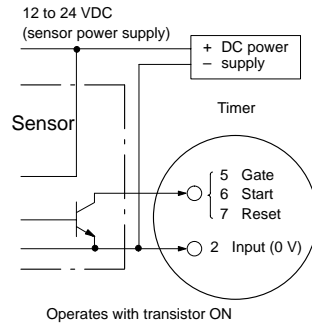 12 to 24 VDC
(sensor power supply)
+ DC power
– supply
Timer
Sensor
5 Gate
6 Start
7 Reset
2 Input (0 V)
Operates with transistor ON